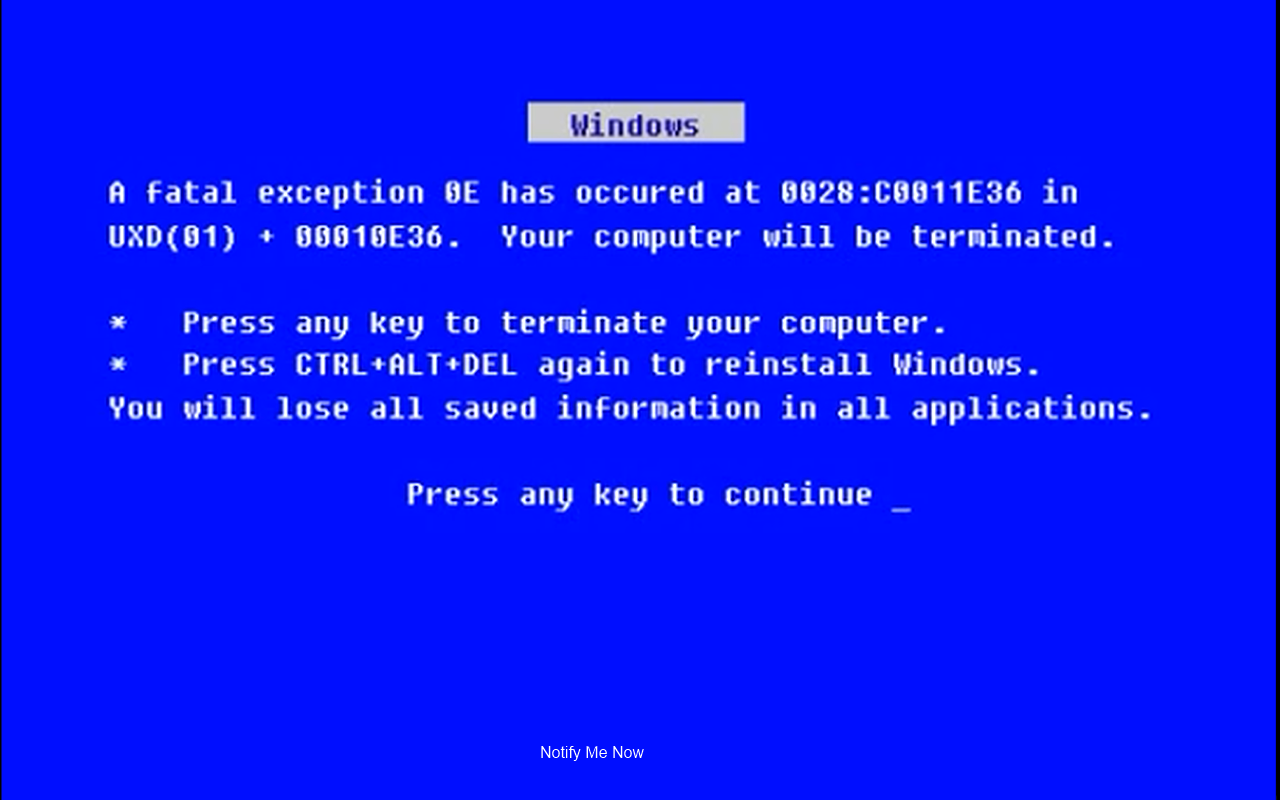 Windows
A fatal exception 0E has occured at 0028:C0011E36 in
UXD(01) + 00010E36.  Your computer will be terminated.
*   Press any key to terminate your computer.
*   Press CTRL+ALT+DEL again to reinstall Windows.
You will lose all saved information in all applications.
Press any key to continue _
Notify Me Now